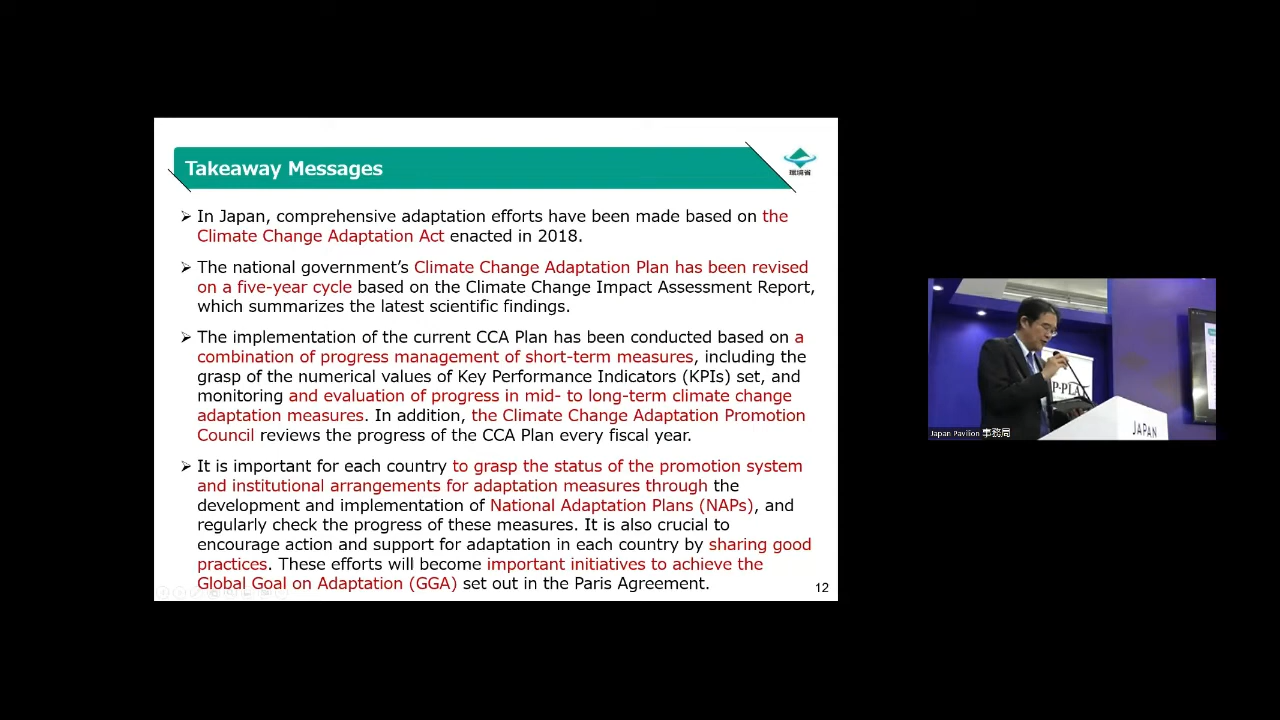 Takeaway Messages
環境省
➢ In Japan, comprehensive adaptation efforts have been made based on the
Climate Change Adaptation Act enacted in 2018.
➢ The national government’s Climate Change Adaptation Plan has been revised
on a five-year cycle based on the Climate Change Impact Assessment Report,
which summarizes the latest scientific findings.
➢ The implementation of the current CCA Plan has been conducted based on a
combination of progress management of short-term measures, including the
grasp of the numerical values of Key Performance Indicators (KPIs) set, and
monitoring and evaluation of progress in mid- to long-term climate change
adaptation measures. In addition, the Climate Change Adaptation Promotion
Council reviews the progress of the CCA Plan every fiscal year.
➢ It is important for each country to grasp the status of the promotion system
and institutional arrangements for adaptation measures through the
development and implementation of National Adaptation Plans (NAPs), and
regularly check the progress of these measures. It is also crucial to
encourage action and support for adaptation in each country by sharing good
practices. These efforts will become important initiatives to achieve the
Global Goal on Adaptation (GGA) set out in the Paris Agreement.
12
JAPAN
Japan Pavilion 事務局